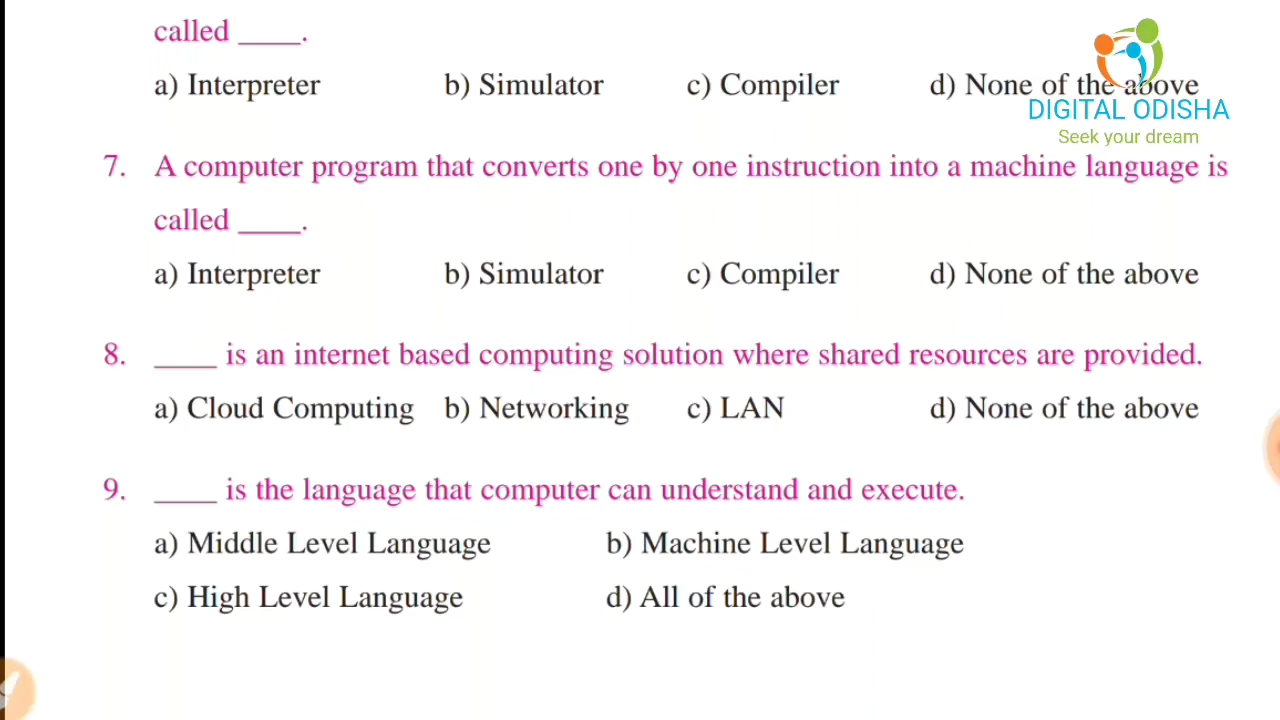 called ____.
a) Interpreter b) Simulator c) Compiler d) None of the above
DIGITAL ODISHA
Seek your dream
7. A computer program that converts one by one instruction into a machine language is
called ____.
a) Interpreter b) Simulator c) Compiler d) None of the above
8. ____ is an internet based computing solution where shared resources are provided.
a) Cloud Computing b) Networking c) LAN d) None of the above
9. ____ is the language that computer can understand and execute.
a) Middle Level Language b) Machine Level Language
c) High Level Language d) All of the above